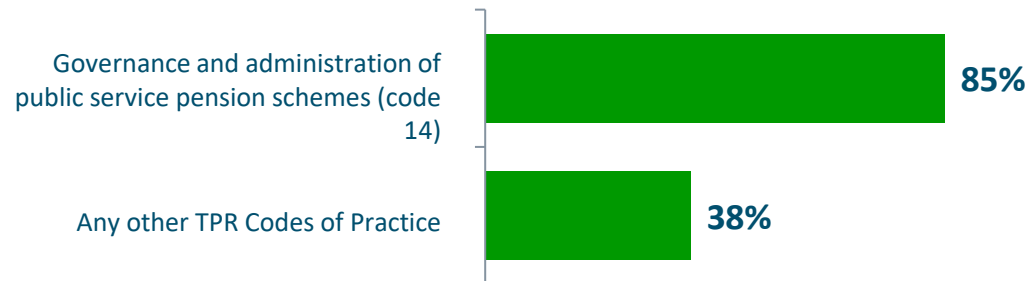 Governance and administration of
public service pension schemes (code
14)
85%
Any other TPR Codes of Practice
38%